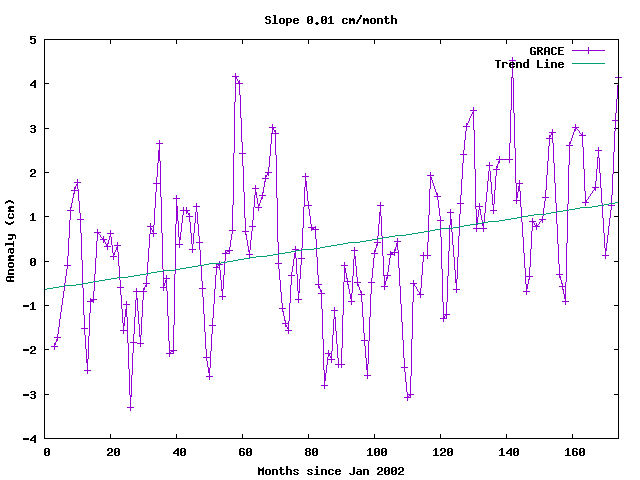 Slope 0.01 cm/month
GRACE
Trend Line
5
4
3
2
1
0
-1
-2
-3
-4
Anomaly (cm)
0 20 40 60 80 100 120 140 160
Months since Jan 2002